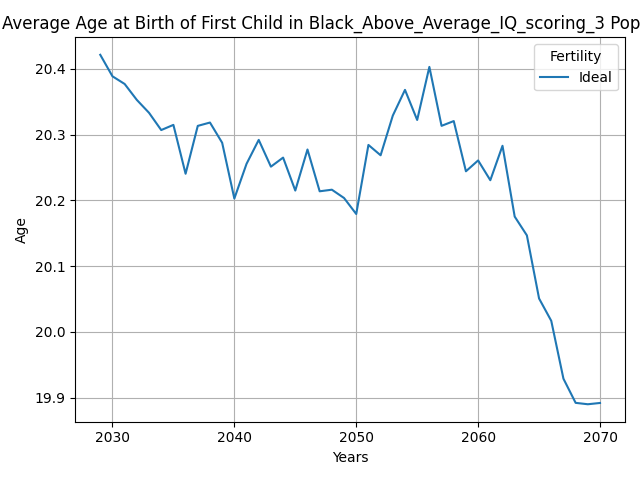 Average Age at Birth of First Child in Black_Above_Average_IQ_scoring_3 Pop
Fertility
Ideal
20.4
20.3
20.2
20.1
20.0
19.9
Age
2030 2040 2050 2060 2070
Years